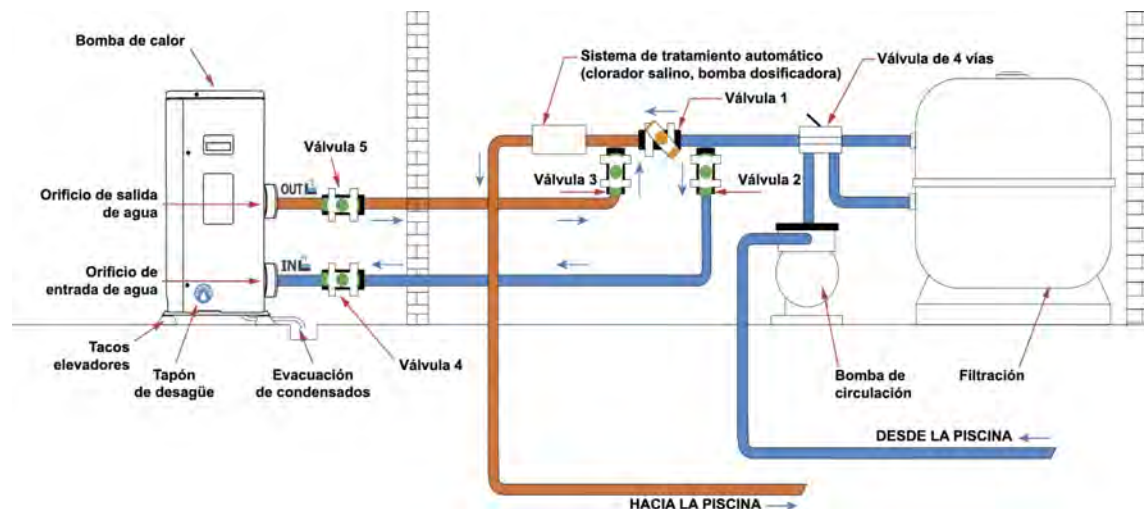 Bomba de calor
Sistema de tratamiento automático
(clorador salino, bomba dosificadora)
Válvula de 4 vías
Válvula 1
Válvula 5
Válvula 3
Válvula 2
Orificio de salida
de agua
OUT
Orificio de
entrada de agua
IN
Tacos
elevadores
Tapón
de desagüe
Evacuación
de condensados
Válvula 4
Bomba de
circulación
Filtración
DESDE LA PISCINA
HACIA LA PISCINA